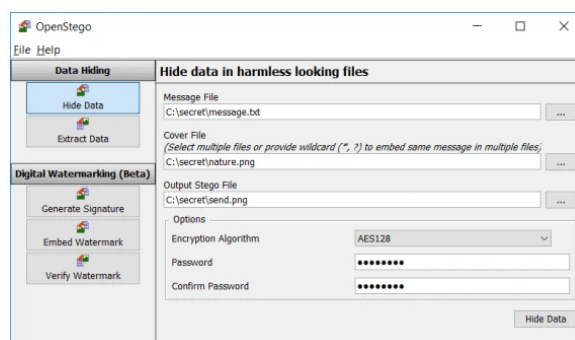 OpenStego
File Help
Data Hiding
Hide Data
Extract Data
Digital Watermarking (Beta)
Generate Signature
Embed Watermark
Verify Watermark
Hide data in harmless looking files
Message File
C:\secret\message.txt
...
Cover File
(Select multiple files or provide wildcard (*, ?) to embed same message in multiple files)
C:\secret\nature.png
...
Output Stego File
C:\secret\send.png
...
Options
Encryption Algorithm
AES128
Password
●●●●●●●●
Confirm Password
●●●●●●●●
Hide Data